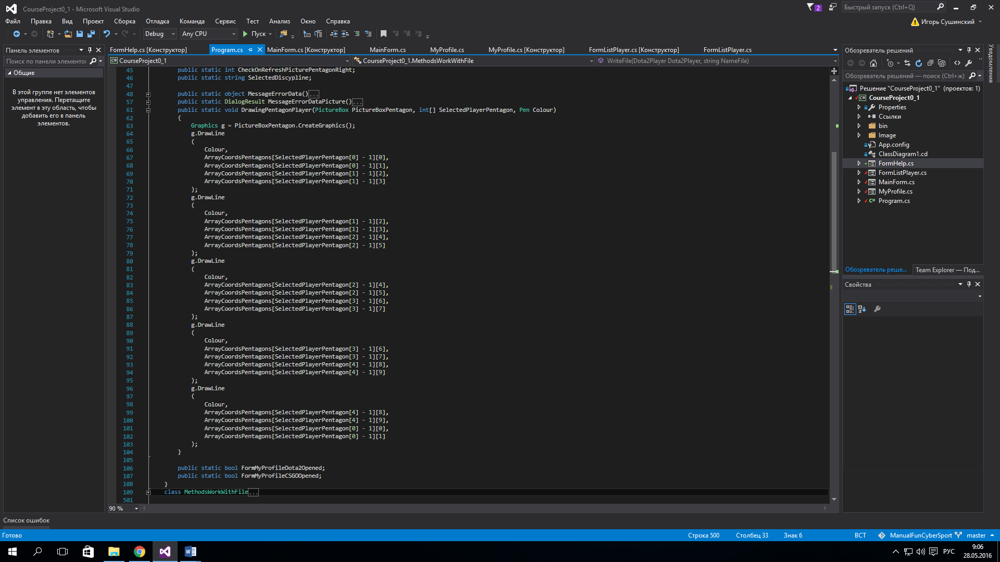 CourseProject0_1 - Microsoft Visual Studio
2
Быстрый запуск (Ctrl+Q)
Файл Правка Вид Проект Сборка Отладка Команда Сервис Тест Анализ Окно Справка
Игорь Сушинский
Debug Any CPU Пуск
Панель элементов
Поиск по панели элементо
Общие
В этой группе нет элементов
управления. Перетащите
элемент в эту область, чтобы
добавить его в панель
элементов.
FormHelp.cs [Конструктор] Program.cs MainForm.cs [Конструктор] MainForm.cs MyProfile.cs MyProfile.cs [Конструктор] FormListPlayer.cs [Конструктор] FormListPlayer.cs
CourseProject0_1 CourseProject0_1.MethodsWorkWithFile WriteFile(Dota2Player Dota2Player, string NameFile)
45 public static int CheckOnRefreshPicturePentagonRight;
46 public static string SelectedDiscypline;
47
48 public static object MessageErrorData()...
57 public static DialogResult MessageErrorDataPicture()...
61 public static void DrawingPentagonPlayer(PictureBox PictureBoxPentagon, int[] SelectedPlayerPentagon, Pen Colour)
62 {
63 Graphics g = PictureBoxPentagon.CreateGraphics();
64 g.DrawLine
65 (
66 Colour,
67 ArrayCoordsPentagons[SelectedPlayerPentagon[0] - 1][0],
68 ArrayCoordsPentagons[SelectedPlayerPentagon[0] - 1][1],
69 ArrayCoordsPentagons[SelectedPlayerPentagon[1] - 1][2],
70 ArrayCoordsPentagons[SelectedPlayerPentagon[1] - 1][3]
71 );
72 g.DrawLine
73 (
74 Colour,
75 ArrayCoordsPentagons[SelectedPlayerPentagon[1] - 1][2],
76 ArrayCoordsPentagons[SelectedPlayerPentagon[1] - 1][3],
77 ArrayCoordsPentagons[SelectedPlayerPentagon[2] - 1][4],
78 ArrayCoordsPentagons[SelectedPlayerPentagon[2] - 1][5]
79 );
80 g.DrawLine
81 (
82 Colour,
83 ArrayCoordsPentagons[SelectedPlayerPentagon[2] - 1][4],
84 ArrayCoordsPentagons[SelectedPlayerPentagon[2] - 1][5],
85 ArrayCoordsPentagons[SelectedPlayerPentagon[3] - 1][6],
86 ArrayCoordsPentagons[SelectedPlayerPentagon[3] - 1][7]
87 );
88 g.DrawLine
89 (
90 Colour,
91 ArrayCoordsPentagons[SelectedPlayerPentagon[3] - 1][6],
92 ArrayCoordsPentagons[SelectedPlayerPentagon[3] - 1][7],
93 ArrayCoordsPentagons[SelectedPlayerPentagon[4] - 1][8],
94 ArrayCoordsPentagons[SelectedPlayerPentagon[4] - 1][9]
95 );
96 g.DrawLine
97 (
98 Colour,
99 ArrayCoordsPentagons[SelectedPlayerPentagon[4] - 1][8],
100 ArrayCoordsPentagons[SelectedPlayerPentagon[4] - 1][9],
101 ArrayCoordsPentagons[SelectedPlayerPentagon[0] - 1][0],
102 ArrayCoordsPentagons[SelectedPlayerPentagon[0] - 1][1]
103 );
104 }
105
106 public static bool FormMyProfileDota2Opened;
107 public static bool FormMyProfileCSGOOpened;
108 }
109 class MethodsWorkWithFile...
501
90 %
Обозреватель решений
Обозреватель решений — поиск (Ctrl+ж)
Решение "CourseProject0_1" (проектов: 1)
CourseProject0_1
Properties
Ссылки
bin
Image
App.config
ClassDiagram1.cd
FormHelp.cs
FormListPlayer.cs
MainForm.cs
MyProfile.cs
Program.cs
Обозреватель реше... Team Explorer — Под...
Свойства
Уведомления
Список ошибок
Готово Строка 500 Столбец 33 Знак 6 ВСТ ManualFunCyberSport master
РУС
9:06
28.05.2016